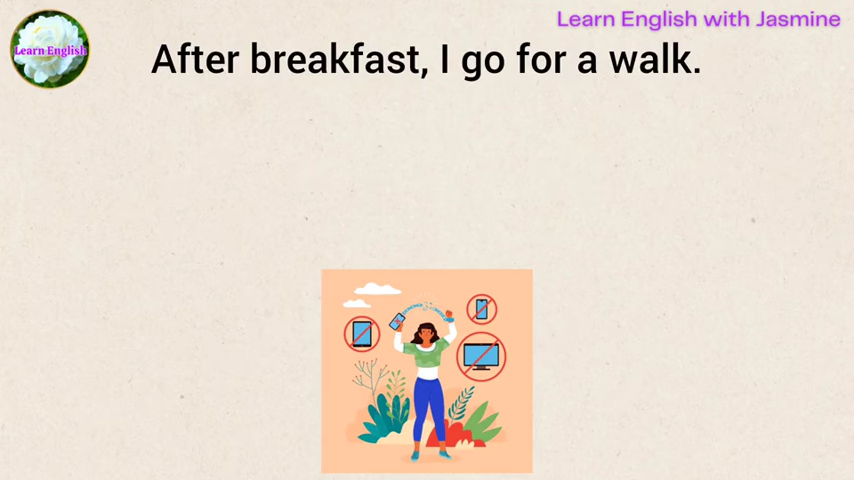 Learn English with Jasmine
Learn English
After breakfast, I go for a walk.